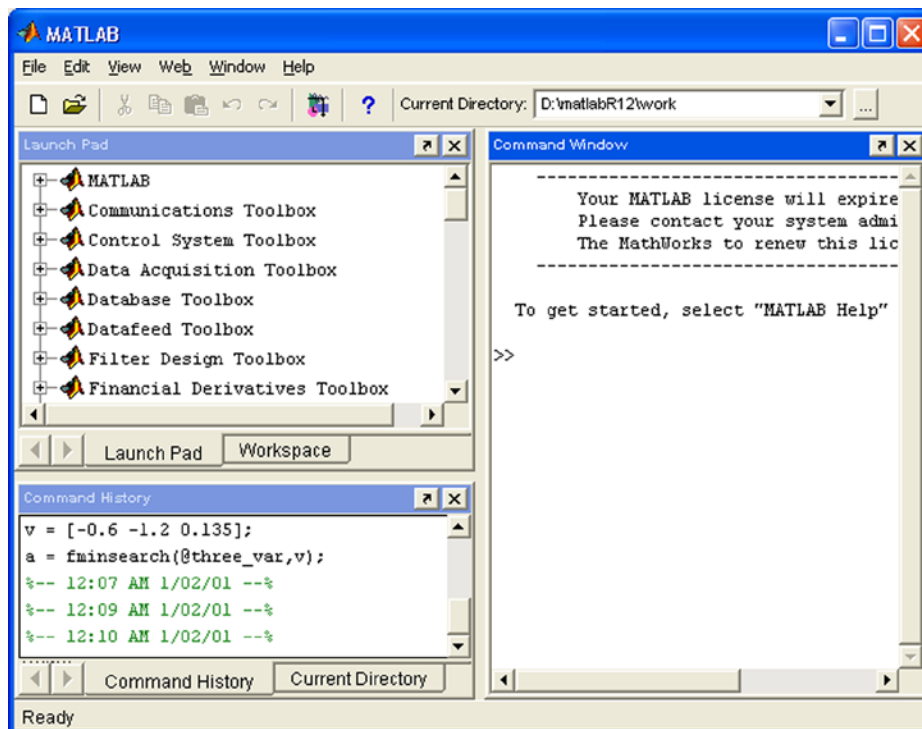 MATLAB
File Edit View Web Window Help
? Current Directory: D:\matlabR12\work ...
Launch Pad
MATLAB
Communications Toolbox
Control System Toolbox
Data Acquisition Toolbox
Database Toolbox
Datafeed Toolbox
Filter Design Toolbox
Financial Derivatives Toolbox
Launch Pad Workspace
Command History
v = [-0.6 -1.2 0.135];
a = fminsearch(@three_var,v);
%-- 12:07 AM 1/02/01 --%
%-- 12:09 AM 1/02/01 --%
%-- 12:10 AM 1/02/01 --%
Command History Current Directory
Command Window
-----------------------------------
Your MATLAB license will expire
Please contact your system admi
The MathWorks to renew this lic
-----------------------------------
To get started, select "MATLAB Help"
>>
Ready